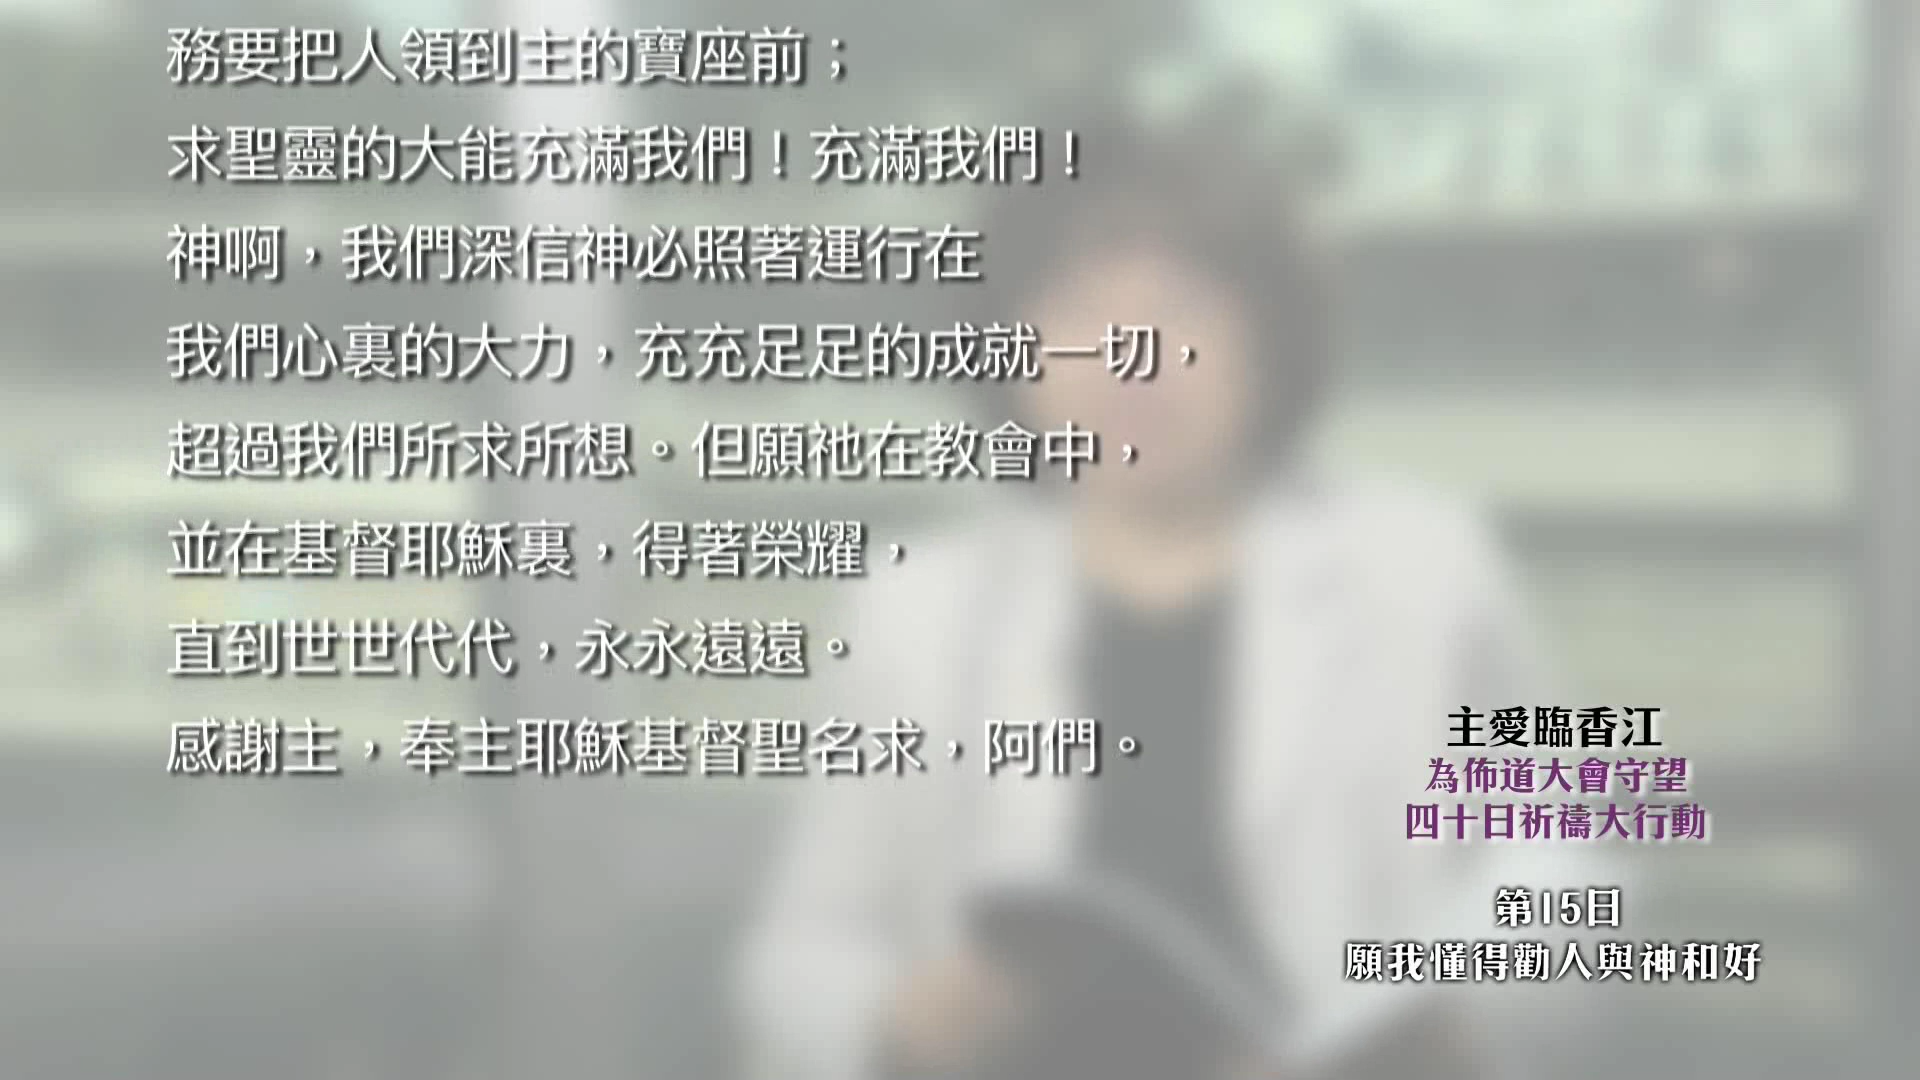 務要把人領到主的寶座前；
求聖靈的大能充滿我們！充滿我們！
神啊，我們深信神必照著運行在
我們心裏的大力，充充足足的成就一切，
超過我們所求所想。但願祂在教會中，
並在基督耶穌裏，得著榮耀，
直到世世代代，永永遠遠。
感謝主，奉主耶穌基督聖名求，阿們。
主愛臨香江
為佈道大會守望
四十日祈禱大行動
第15日
願我懂得勸人與神和好